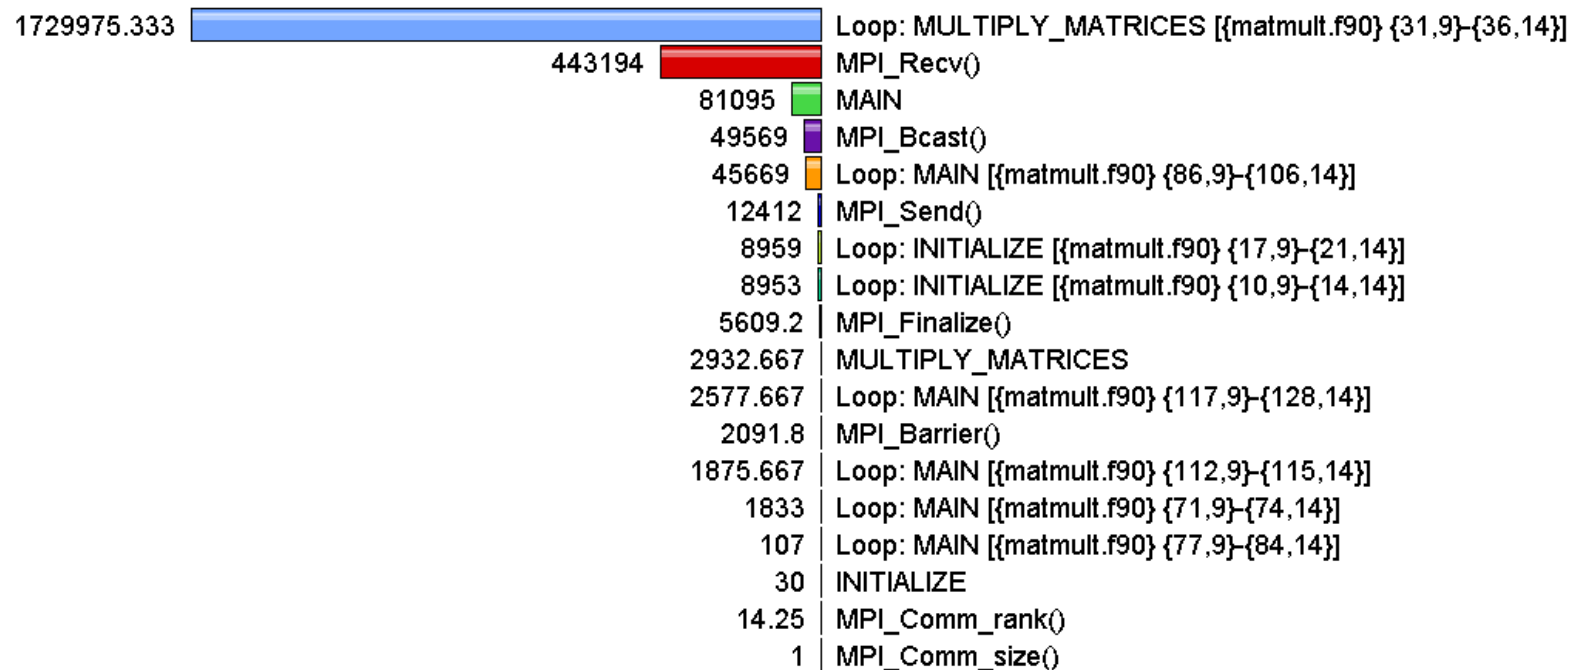 1729975.333 Loop: MULTIPLY_MATRICES [{matmult.f90} {31,9}-{36,14}]
443194 MPI_Recv()
81095 MAIN
49569 MPI_Bcast()
45669 Loop: MAIN [{matmult.f90} {86,9}-{106,14}]
12412 MPI_Send()
8959 Loop: INITIALIZE [{matmult.f90} {17,9}-{21,14}]
8953 Loop: INITIALIZE [{matmult.f90} {10,9}-{14,14}]
5609.2 MPI_Finalize()
2932.667 MULTIPLY_MATRICES
2577.667 Loop: MAIN [{matmult.f90} {117,9}-{128,14}]
2091.8 MPI_Barrier()
1875.667 Loop: MAIN [{matmult.f90} {112,9}-{115,14}]
1833 Loop: MAIN [{matmult.f90} {71,9}-{74,14}]
107 Loop: MAIN [{matmult.f90} {77,9}-{84,14}]
30 INITIALIZE
14.25 MPI_Comm_rank()
1 MPI_Comm_size()